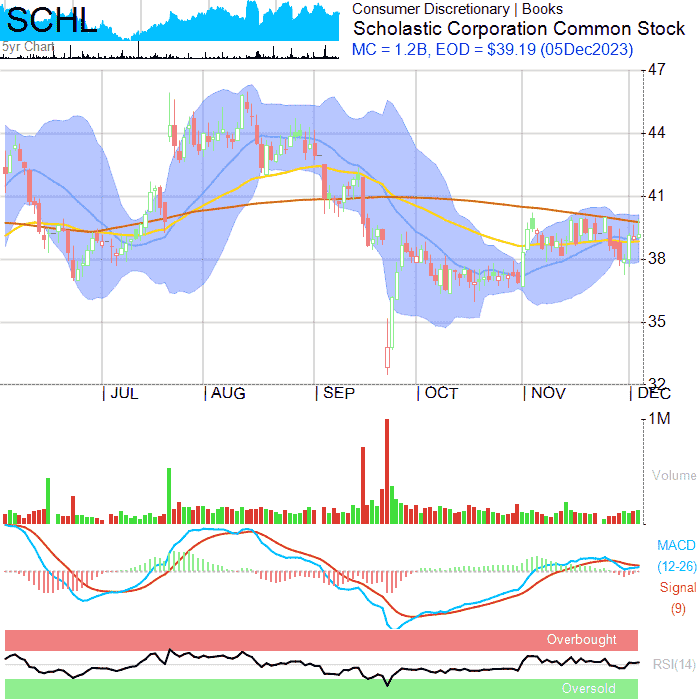 SCHL
5yr Chart
Consumer Discretionary | Books
Scholastic Corporation Common Stock
MC = 1.2B, EOD = $39.19 (05Dec2023)
47
44
41
38
35
32
JUL AUG SEP OCT NOV DEC
1M
Volume
MACD
(12-26)
Signal
(9)
Overbought
RSI(14)
Oversold